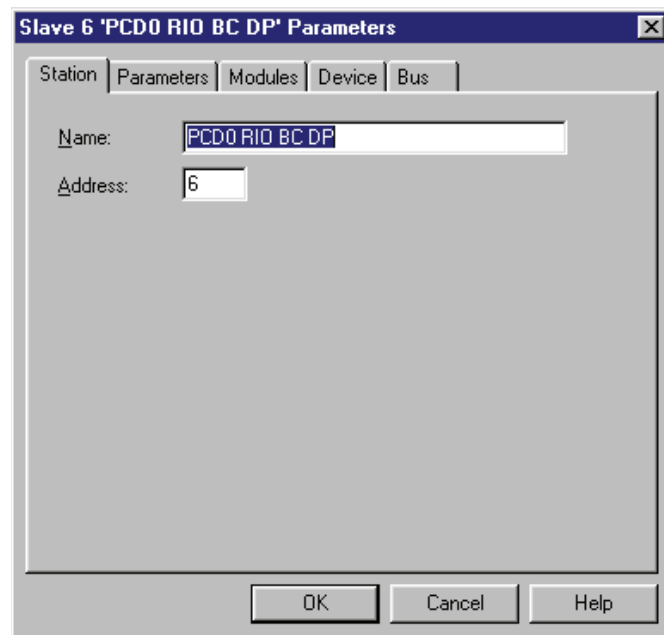 Slave 6 'PCD0 RIO BC DP' Parameters
Station Parameters Modules Device Bus
Name: PCD0 RIO BC DP
Address: 6
OK Cancel Help